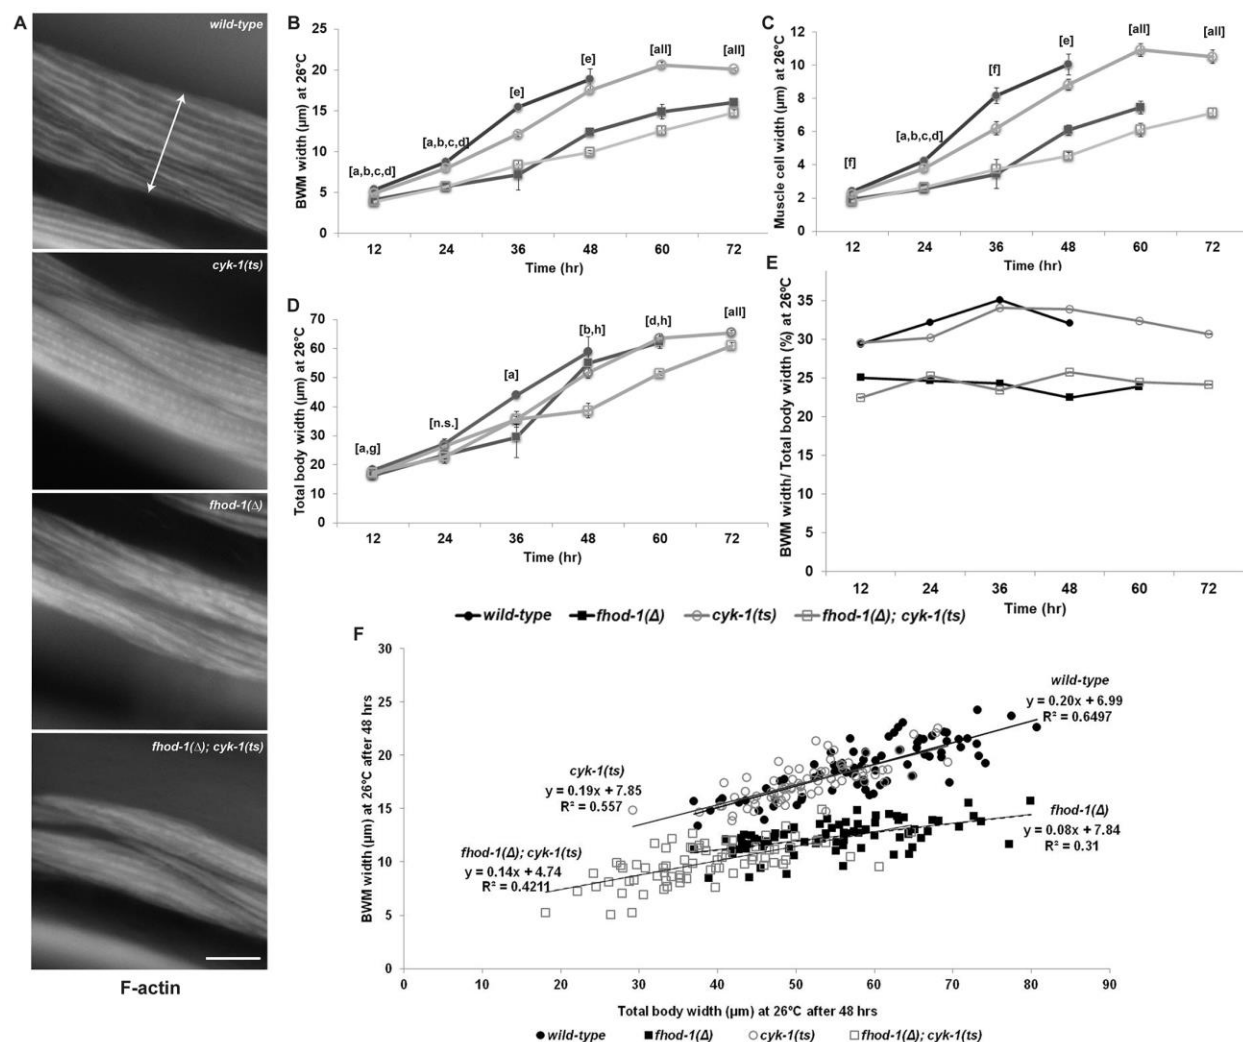 A
wild-type
cyk-1(ts)
fhod-1(Δ)
fhod-1(Δ); cyk-1(ts)
F-actin
B
BWM width (µm) at 26°C
25
20
15
10
5
0
[a,b,c,d]
[a,b,c,d]
[e]
[e]
[all]
[all]
12 24 36 48 60 72
Time (hr)
C
Muscle cell width (µm) at 26°C
12
10
8
6
4
2
0
[f]
[a,b,c,d]
[f]
[e]
[all]
[all]
12 24 36 48 60 72
Time (hr)
D
Total body width (µm) at 26°C
70
60
50
40
30
20
10
0
[a,g]
[n.s.]
[a]
[b,h]
[d,h]
[all]
12 24 36 48 60 72
Time (hr)
E
BWM width/ Total body width (%) at 26°C
35
30
25
20
15
10
5
0
12 24 36 48 60 72
Time (hr)
wild-type fhod-1(Δ) cyk-1(ts) fhod-1(Δ); cyk-1(ts)
F
BWM width (µm) at 26°C after 48 hrs
30
25
20
15
10
5
0
wild-type
y = 0.20x + 6.99
R² = 0.6497
cyk-1(ts)
y = 0.19x + 7.85
R² = 0.557
fhod-1(Δ)
y = 0.08x + 7.84
R² = 0.31
fhod-1(Δ); cyk-1(ts)
y = 0.14x + 4.74
R² = 0.4211
0 10 20 30 40 50 60 70 80 90
Total body width (µm) at 26°C after 48 hrs
wild-type fhod-1(Δ) cyk-1(ts) fhod-1(Δ); cyk-1(ts)